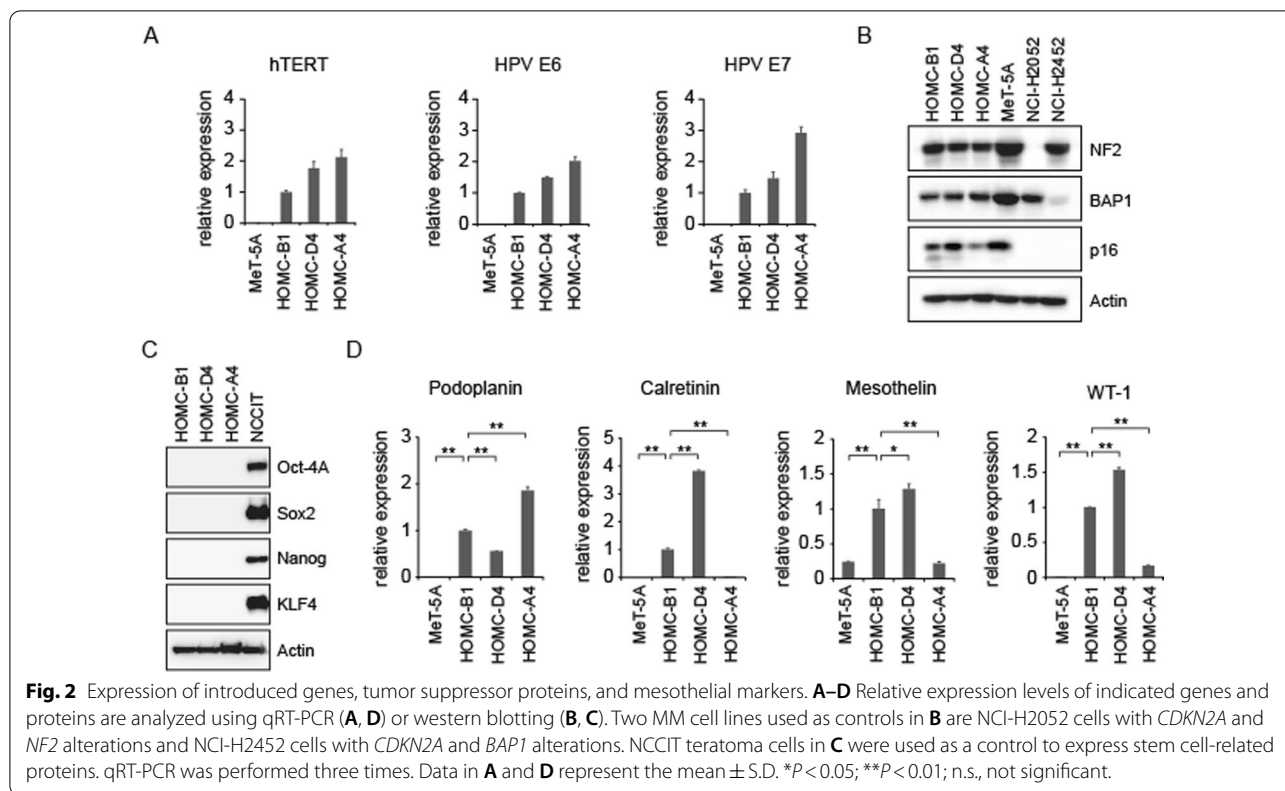 A
hTERT
relative expression
4
3
2
1
0
MeT-5A
HOMC-B1
HOMC-D4
HOMC-A4
HPV E6
relative expression
4
3
2
1
0
MeT-5A
HOMC-B1
HOMC-D4
HOMC-A4
HPV E7
relative expression
4
3
2
1
0
MeT-5A
HOMC-B1
HOMC-D4
HOMC-A4
B
HOMC-B1
HOMC-D4
HOMC-A4
MeT-5A
NCI-H2052
NCI-H2452
NF2
BAP1
p16
Actin
C
HOMC-B1
HOMC-D4
HOMC-A4
NCCIT
Oct-4A
Sox2
Nanog
KLF4
Actin
D
Podoplanin
relative expression
3
2
1
0
** ** **
MeT-5A
HOMC-B1
HOMC-D4
HOMC-A4
Calretinin
relative expression
5
4
3
2
1
0
** ** **
MeT-5A
HOMC-B1
HOMC-D4
HOMC-A4
Mesothelin
relative expression
2
1.5
1
0.5
0
** ** *
MeT-5A
HOMC-B1
HOMC-D4
HOMC-A4
WT-1
relative expression
2
1.5
1
0.5
0
** ** **
MeT-5A
HOMC-B1
HOMC-D4
HOMC-A4
Fig. 2 Expression of introduced genes, tumor suppressor proteins, and mesothelial markers. A–D Relative expression levels of indicated genes and
proteins are analyzed using qRT-PCR (A, D) or western blotting (B, C). Two MM cell lines used as controls in B are NCI-H2052 cells with CDKN2A and
NF2 alterations and NCI-H2452 cells with CDKN2A and BAP1 alterations. NCCIT teratoma cells in C were used as a control to express stem cell-related
proteins. qRT-PCR was performed three times. Data in A and D represent the mean ± S.D. *P < 0.05; **P < 0.01; n.s., not significant.